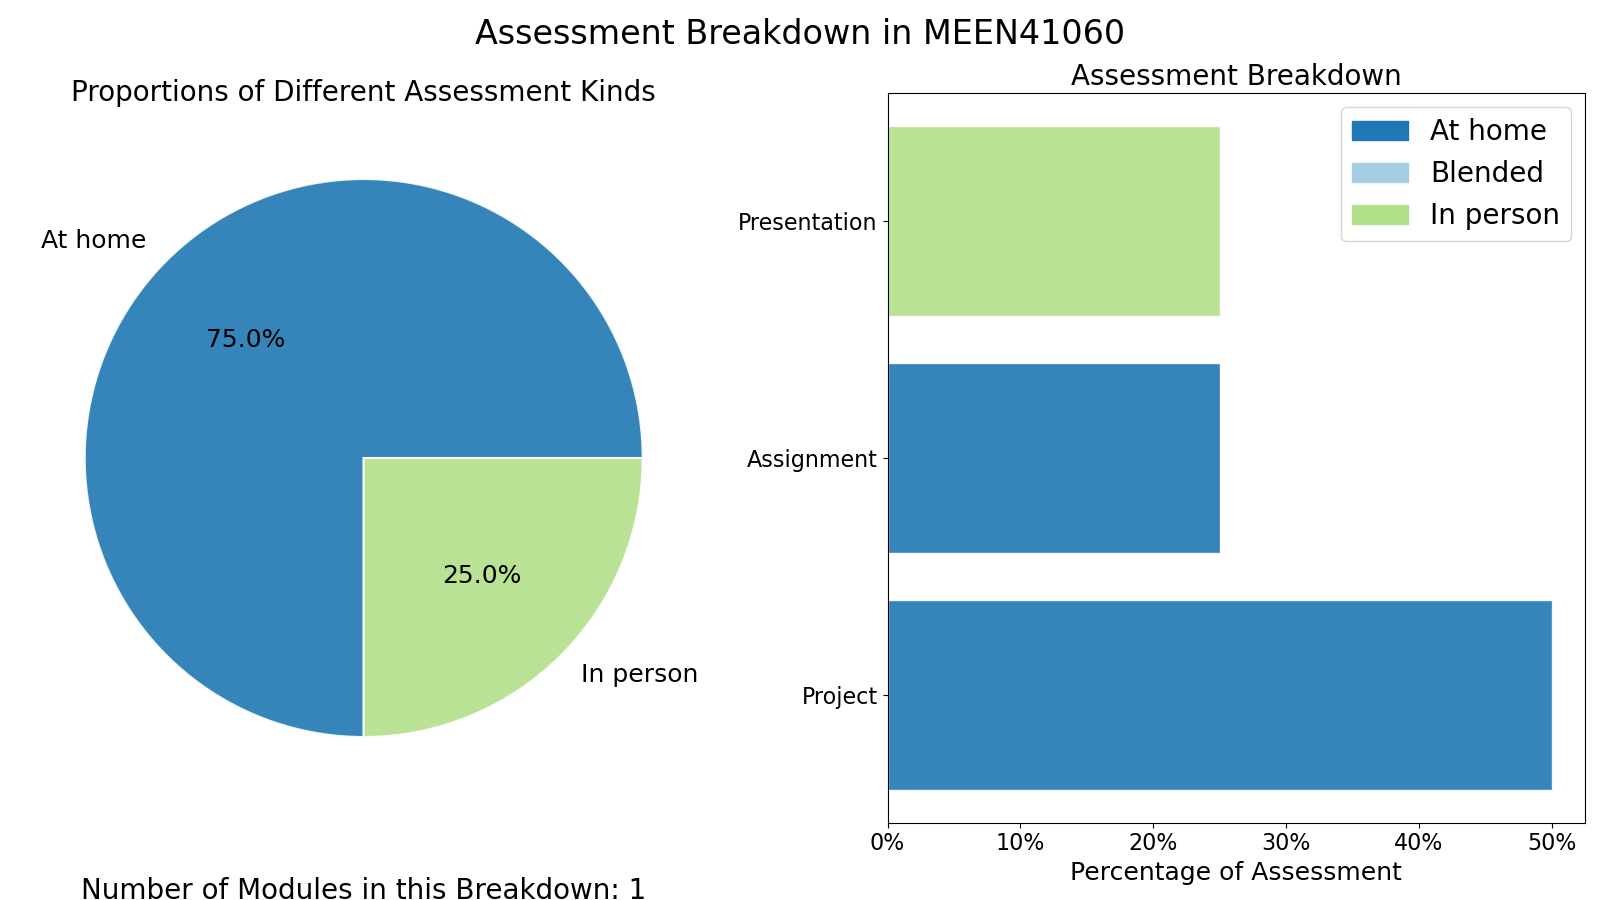 Assessment Breakdown in MEEN41060
Proportions of Different Assessment Kinds
At home
75.0%
25.0%
In person
Number of Modules in this Breakdown: 1
Assessment Breakdown
At home
Blended
In person
Presentation
Assignment
Project
0% 10% 20% 30% 40% 50%
Percentage of Assessment